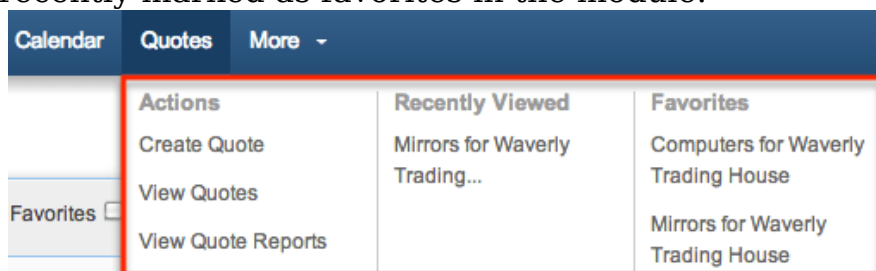 recently marked as favorites in the module.
Calendar Quotes More
Actions Recently Viewed Favorites
Create Quote Mirrors for Waverly Computers for Waverly
Trading... Trading House
View Quotes
Favorites
Mirrors for Waverly
View Quote Reports Trading House